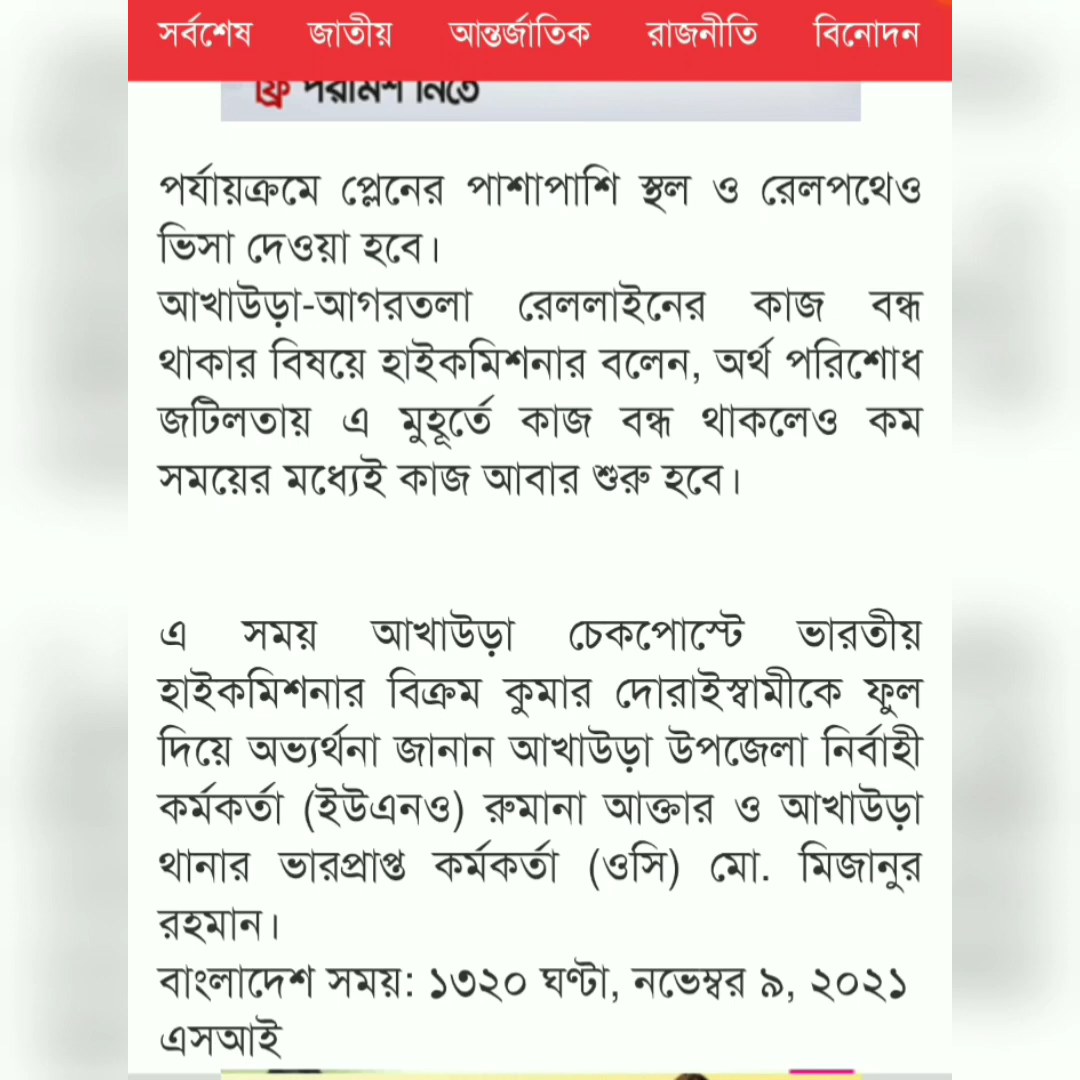 সর্বশেষ জাতীয় আন্তর্জাতিক রাজনীতি বিনোদন
ফ্রি পরামর্শ নিতে
পর্যায়ক্রমে প্লেনের পাশাপাশি স্থল ও রেলপথেও
ভিসা দেওয়া হবে।
আখাউড়া-আগরতলা রেললাইনের কাজ বন্ধ
থাকার বিষয়ে হাইকমিশনার বলেন, অর্থ পরিশোধ
জটিলতায় এ মুহূর্তে কাজ বন্ধ থাকলেও কম
সময়ের মধ্যেই কাজ আবার শুরু হবে।
এ সময় আখাউড়া চেকপোস্টে ভারতীয়
হাইকমিশনার বিক্রম কুমার দোরাইস্বামীকে ফুল
দিয়ে অভ্যর্থনা জানান আখাউড়া উপজেলা নির্বাহী
কর্মকর্তা (ইউএনও) রুমানা আক্তার ও আখাউড়া
থানার ভারপ্রাপ্ত কর্মকর্তা (ওসি) মো. মিজানুর
রহমান।
বাংলাদেশ সময়: ১৩২০ ঘণ্টা, নভেম্বর ৯, ২০২১
এসআই